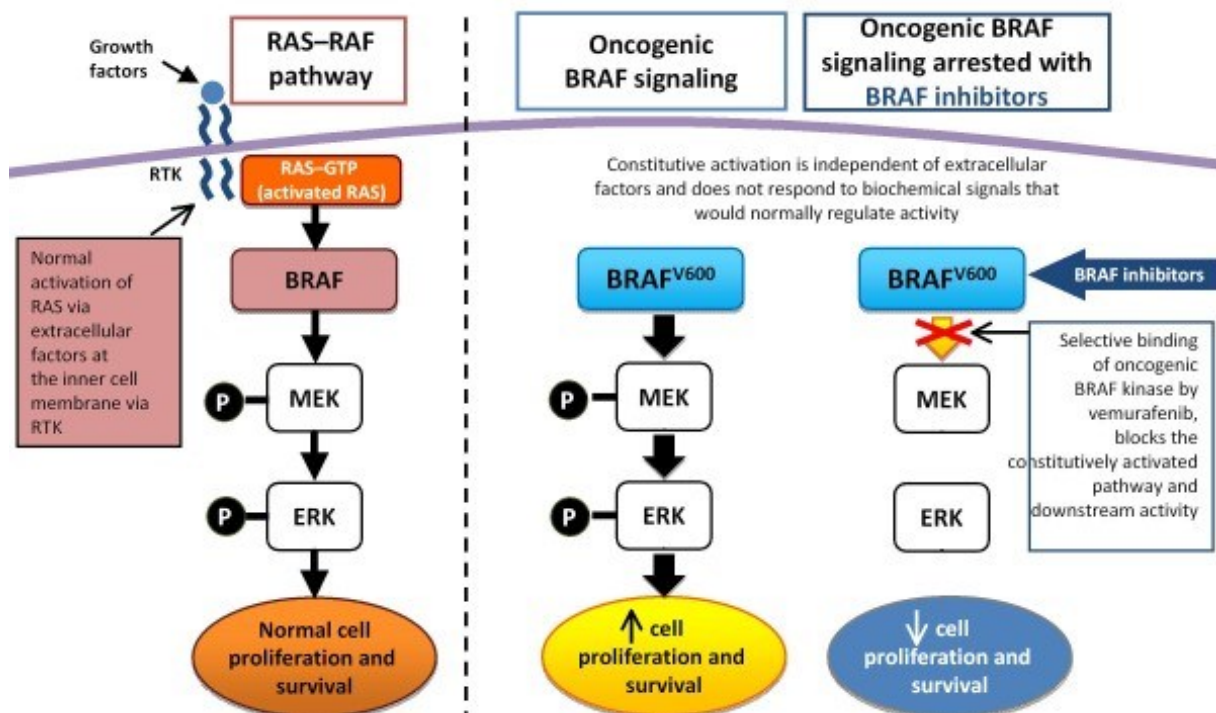 Growth
factors
RAS–RAF
pathway
RTK
RAS–GTP
(activated RAS)
Normal
activation of
RAS via
extracellular
factors at
the inner cell
membrane via
RTK
BRAF
P
MEK
P
ERK
Normal cell
proliferation and
survival
Oncogenic
BRAF signaling
Oncogenic BRAF
signaling arrested with
BRAF inhibitors
Constitutive activation is independent of extracellular
factors and does not respond to biochemical signals that
would normally regulate activity
BRAFV600
P
MEK
P
ERK
↑ cell
proliferation and
survival
BRAFV600
BRAF inhibitors
Selective binding
of oncogenic
BRAF kinase by
vemurafenib,
blocks the
constitutively activated
pathway and
downstream activity
MEK
ERK
↓ cell
proliferation and
survival